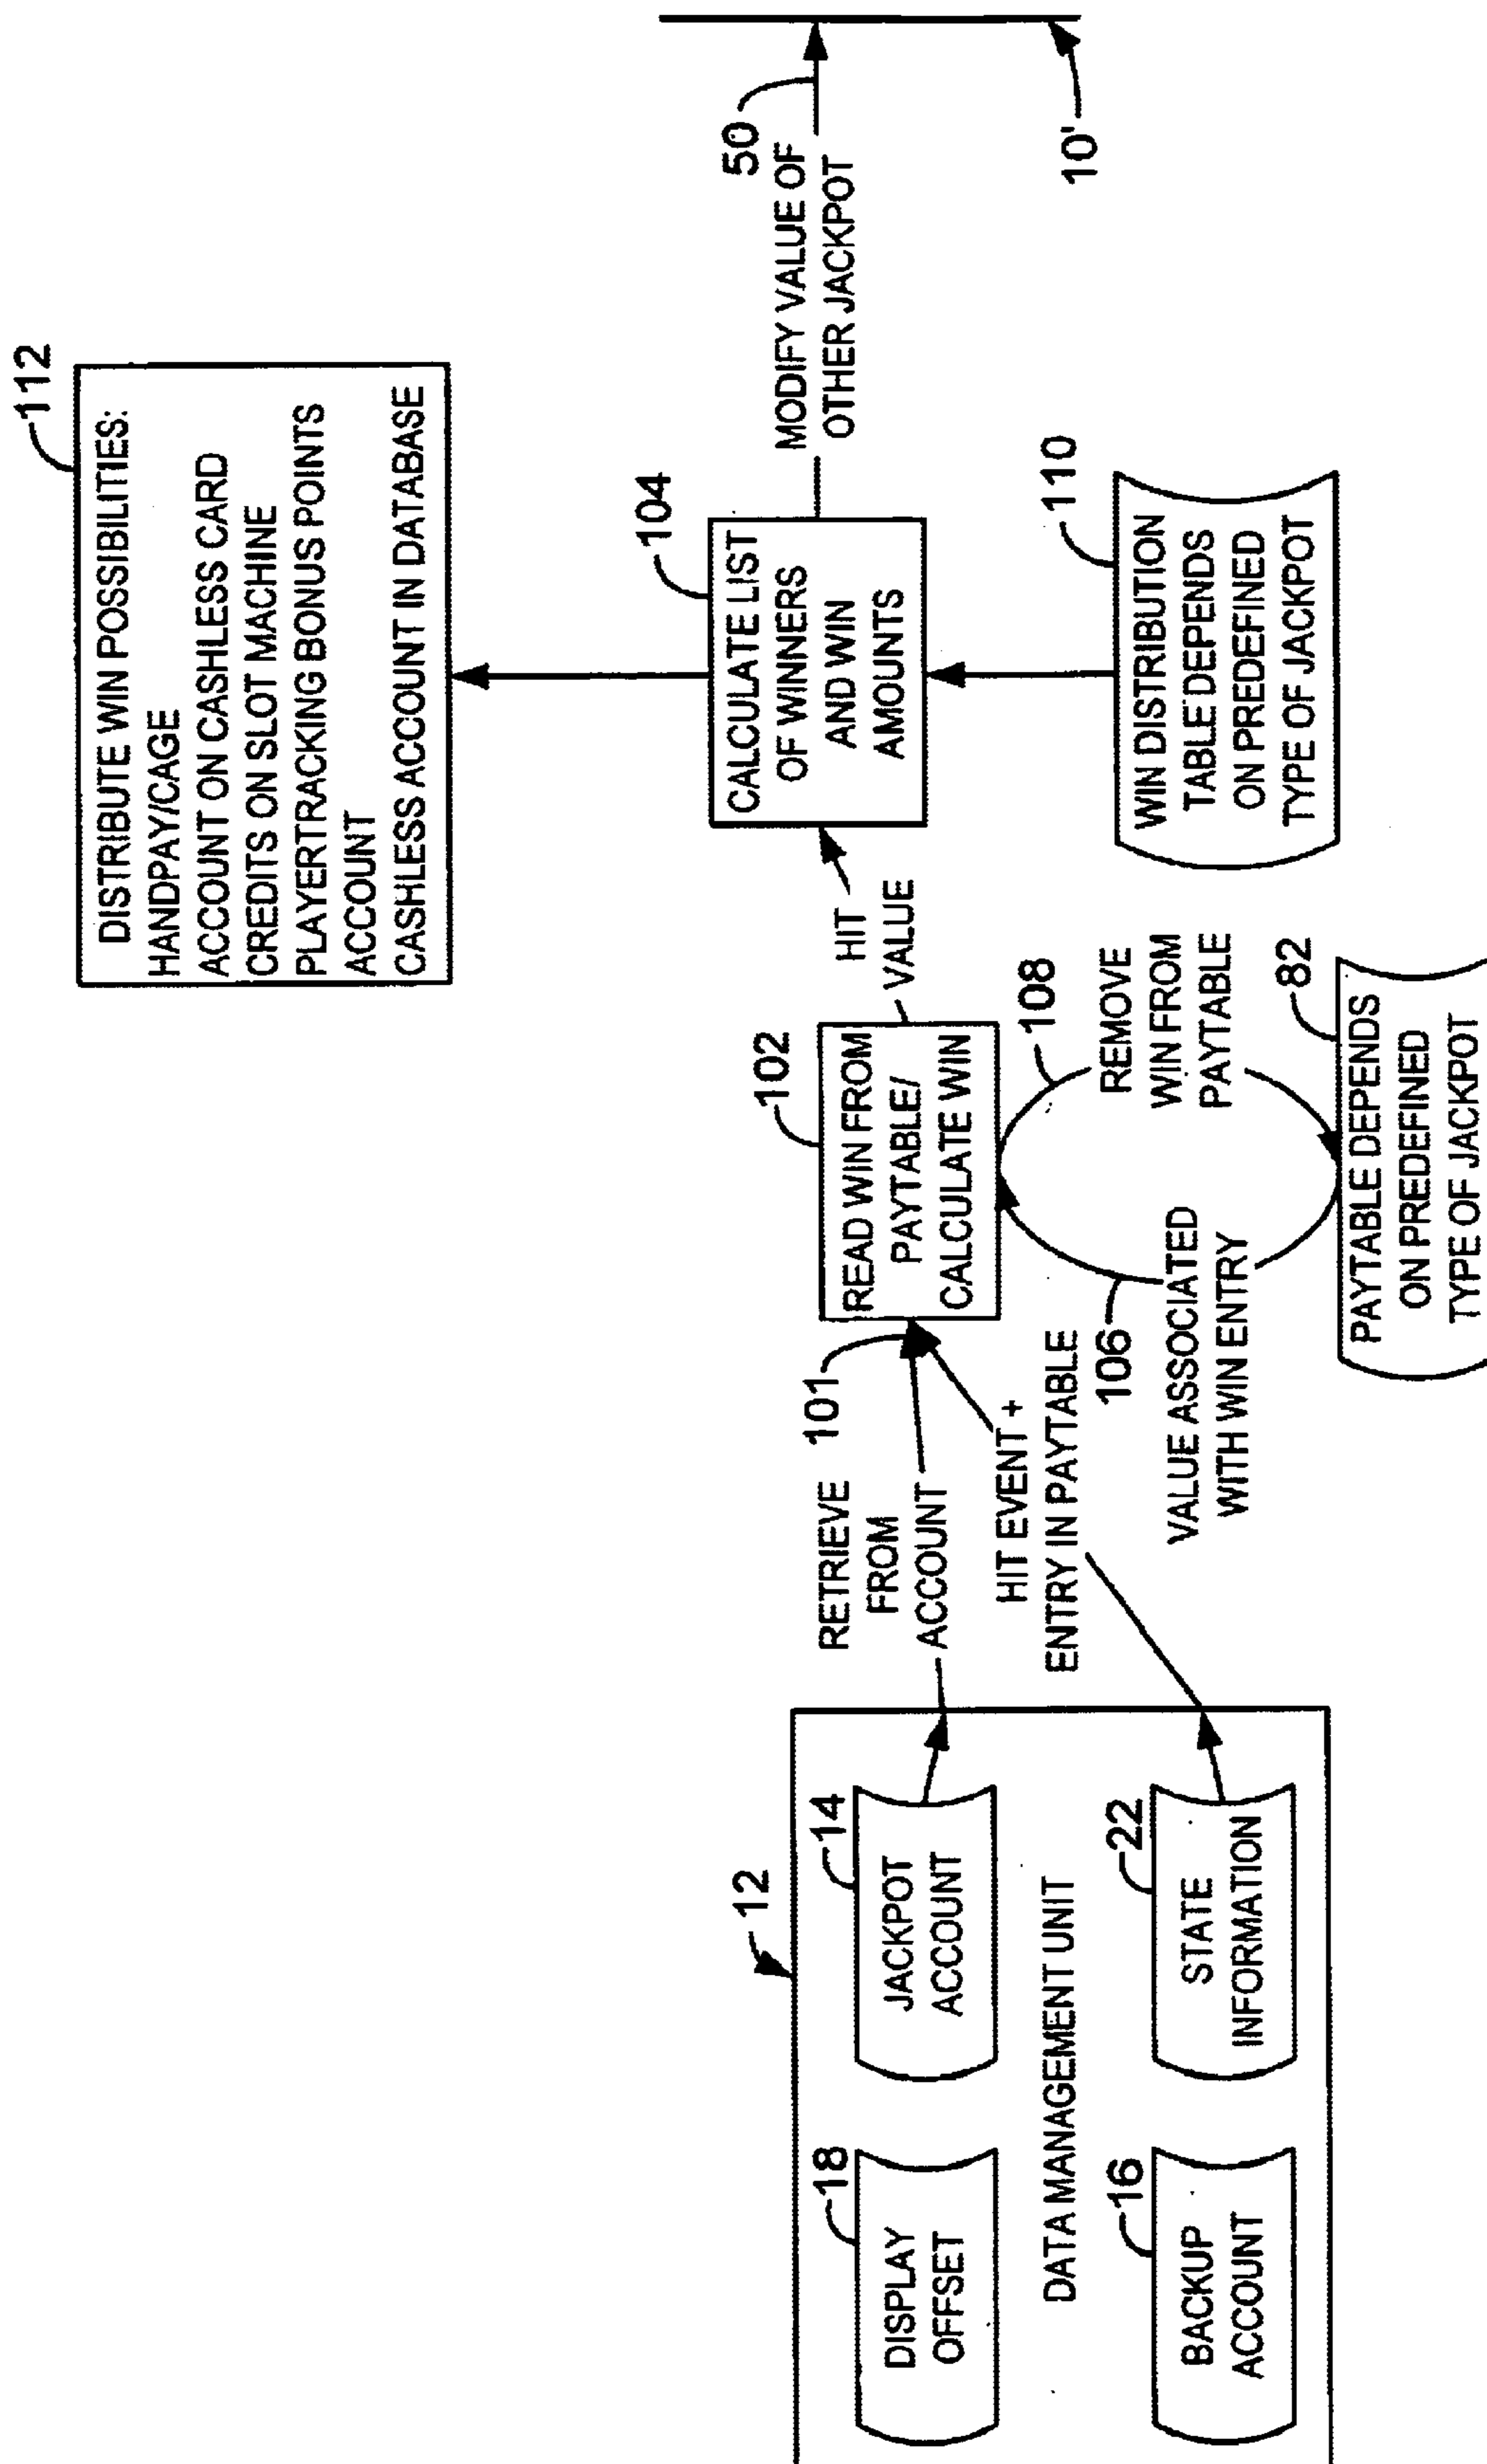 112
DISTRIBUTE WIN POSSIBILITIES:
HANDPAY/CAGE
ACCOUNT ON CASHLESS CARD
CREDITS ON SLOT MACHINE
PLAYERTRACKING BONUS POINTS
ACCOUNT
CASHLESS ACCOUNT IN DATABASE
12
18
DISPLAY
OFFSET
14
JACKPOT
ACCOUNT
DATA MANAGEMENT UNIT
16
BACKUP
ACCOUNT
22
STATE
INFORMATION
RETRIEVE
FROM
ACCOUNT
101
HIT EVENT +
ENTRY IN PAYTABLE
102
READ WIN FROM
PAYTABLE/
CALCULATE WIN
106
VALUE ASSOCIATED
WITH WIN ENTRY
108
REMOVE
WIN FROM
PAYTABLE
82
PAYTABLE DEPENDS
ON PREDEFINED
TYPE OF JACKPOT
HIT
VALUE
104
CALCULATE LIST
OF WINNERS
AND WIN
AMOUNTS
110
WIN DISTRIBUTION
TABLE DEPENDS
ON PREDEFINED
TYPE OF JACKPOT
50
MODIFY VALUE OF
OTHER JACKPOT
10'